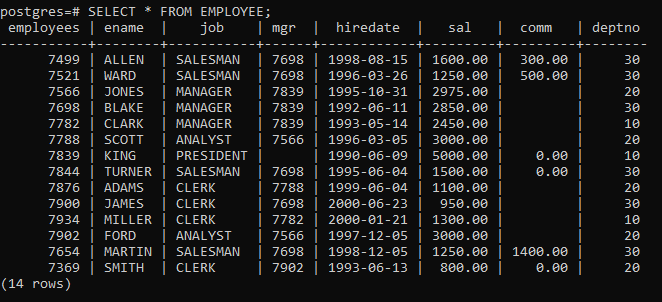 postgres=# SELECT * FROM EMPLOYEE;
 employees | ename  |    job    | mgr  |  hiredate  |   sal   |  comm   | deptno
-----------+--------+-----------+------+------------+---------+---------+--------
      7499 | ALLEN  | SALESMAN  | 7698 | 1998-08-15 | 1600.00 |  300.00 |     30
      7521 | WARD   | SALESMAN  | 7698 | 1996-03-26 | 1250.00 |  500.00 |     30
      7566 | JONES  | MANAGER   | 7839 | 1995-10-31 | 2975.00 |         |     20
      7698 | BLAKE  | MANAGER   | 7839 | 1992-06-11 | 2850.00 |         |     30
      7782 | CLARK  | MANAGER   | 7839 | 1993-05-14 | 2450.00 |         |     10
      7788 | SCOTT  | ANALYST   | 7566 | 1996-03-05 | 3000.00 |         |     20
      7839 | KING   | PRESIDENT |      | 1990-06-09 | 5000.00 |    0.00 |     10
      7844 | TURNER | SALESMAN  | 7698 | 1995-06-04 | 1500.00 |    0.00 |     30
      7876 | ADAMS  | CLERK     | 7788 | 1999-06-04 | 1100.00 |         |     20
      7900 | JAMES  | CLERK     | 7698 | 2000-06-23 |  950.00 |         |     30
      7934 | MILLER | CLERK     | 7782 | 2000-01-21 | 1300.00 |         |     10
      7902 | FORD   | ANALYST   | 7566 | 1997-12-05 | 3000.00 |         |     20
      7654 | MARTIN | SALESMAN  | 7698 | 1998-12-05 | 1250.00 | 1400.00 |     30
      7369 | SMITH  | CLERK     | 7902 | 1993-06-13 |  800.00 |    0.00 |     20
(14 rows)